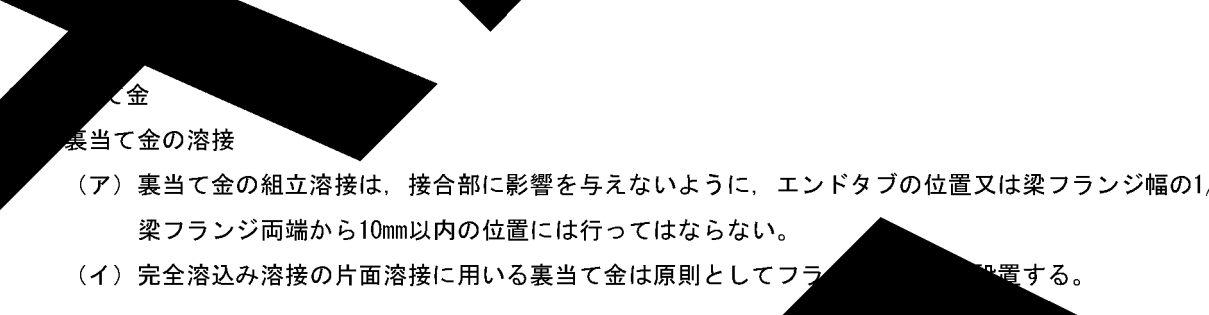 て金
裏当て金の溶接
（ア）裏当て金の組立溶接は，接合部に影響を与えないように，エンドタブの位置又は梁フランジ幅の1/
梁フランジ両端から10mm以内の位置には行ってはならない。
（イ）完全溶込み溶接の片面溶接に用いる裏当て金は原則としてフラ 設置する。